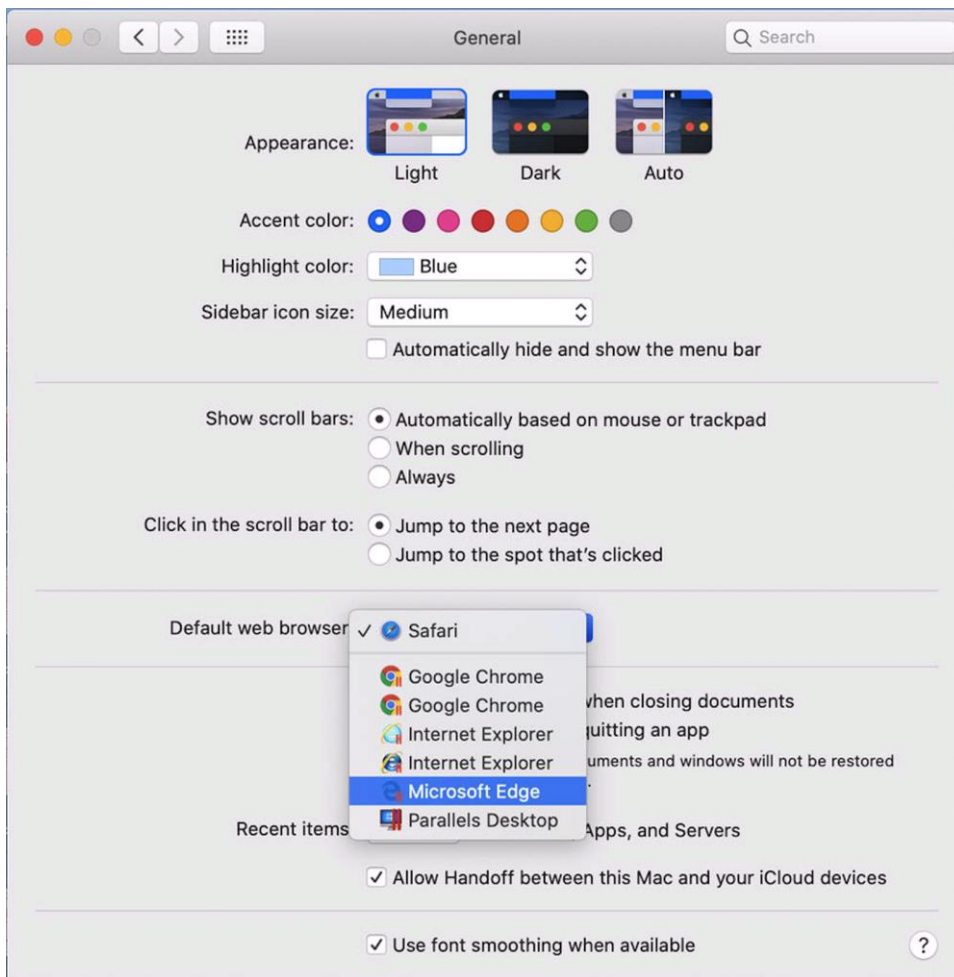 General
Search
Appearance:
Light
Dark
Auto
Accent color:
Highlight color:
Blue
Sidebar icon size:
Medium
Automatically hide and show the menu bar
Show scroll bars:
Automatically based on mouse or trackpad
When scrolling
Always
Click in the scroll bar to:
Jump to the next page
Jump to the spot that's clicked
Default web browser
Safari
Google Chrome
Google Chrome
Internet Explorer
Internet Explorer
Microsoft Edge
Parallels Desktop
when closing documents
quitting an app
uments and windows will not be restored
.
Recent items
Apps, and Servers
Allow Handoff between this Mac and your iCloud devices
Use font smoothing when available
?